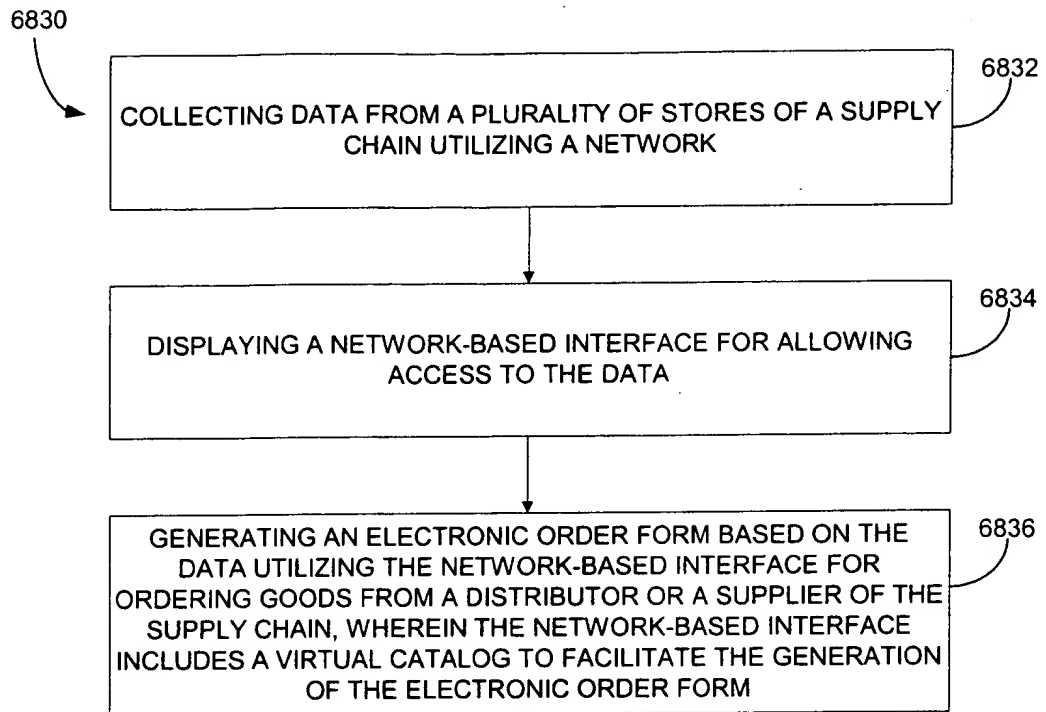 6830
6832
COLLECTING DATA FROM A PLURALITY OF STORES OF A SUPPLY
CHAIN UTILIZING A NETWORK
6834
DISPLAYING A NETWORK-BASED INTERFACE FOR ALLOWING
ACCESS TO THE DATA
6836
GENERATING AN ELECTRONIC ORDER FORM BASED ON THE
DATA UTILIZING THE NETWORK-BASED INTERFACE FOR
ORDERING GOODS FROM A DISTRIBUTOR OR A SUPPLIER OF THE
SUPPLY CHAIN, WHEREIN THE NETWORK-BASED INTERFACE
INCLUDES A VIRTUAL CATALOG TO FACILITATE THE GENERATION
OF THE ELECTRONIC ORDER FORM